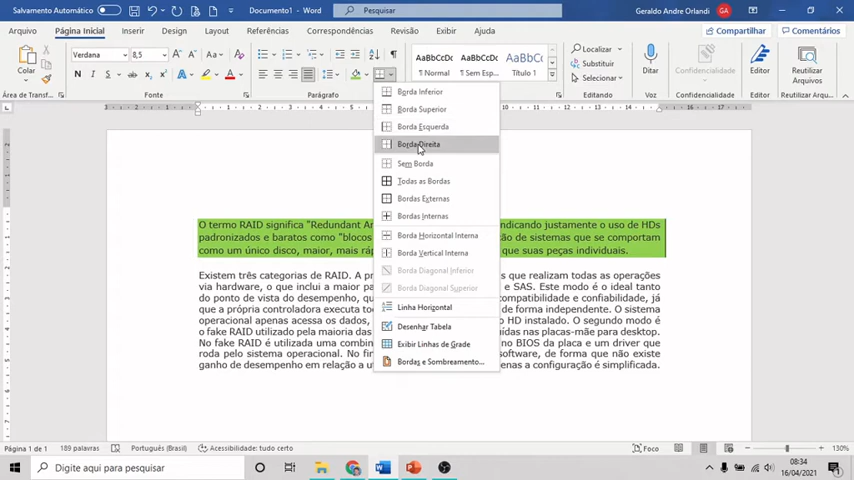 Salvamento Automático
Documento1 - Word
Pesquisar
Geraldo Andre Orlandi
GA
Arquivo
Página Inicial
Inserir
Design
Layout
Referências
Correspondências
Revisão
Exibir
Ajuda
Compartilhar
Comentários
Colar
Verdana
8,5
N
I
S
AaBbCcDc
AaBbCcDc
AaBbCc
¶ Normal
¶ Sem Esp...
Título 1
Localizar
Substituir
Selecionar
Ditar
Confidencialidade
Editor
Reutilizar
Arquivos
Área de Transf...
Fonte
Parágrafo
Editando
Voz
Confidencialidade
Editor
Reutilizar Arqu...
Borda Inferior
Borda Superior
Borda Esquerda
Borda Direita
Sem Borda
Todas as Bordas
Bordas Externas
Bordas Internas
Borda Horizontal Interna
Borda Vertical Interna
Borda Diagonal Inferior
Borda Diagonal Superior
Linha Horizontal
Desenhar Tabela
Exibir Linhas de Grade
Bordas e Sombreamento...
O termo RAID significa "Redundant Ar indicando justamente o uso de HDs
padronizados e baratos como "blocos ção de sistemas que se comportam
como um único disco, maior, mais ráp que suas peças individuais.
Existem três categorias de RAID. A pr s que realizam todas as operações
via hardware, o que inclui a maior pa e SAS. Este modo é o ideal tanto
do ponto de vista do desempenho, qu ompatibilidade e confiabilidade, já
que a própria controladora executa to de forma independente. O sistema
operacional apenas acessa os dados, HD instalado. O segundo modo é
o fake RAID utilizado pela maioria das uídas nas placas-mãe para desktop.
No fake RAID é utilizada uma combin no BIOS da placa e um driver que
roda pelo sistema operacional. No fin oftware, de forma que não existe
ganho de desempenho em relação a u enas a configuração é simplificada.
Página 1 de 1
189 palavras
Português (Brasil)
Acessibilidade: tudo certo
Foco
130%
Digite aqui para pesquisar
08:34
16/04/2021